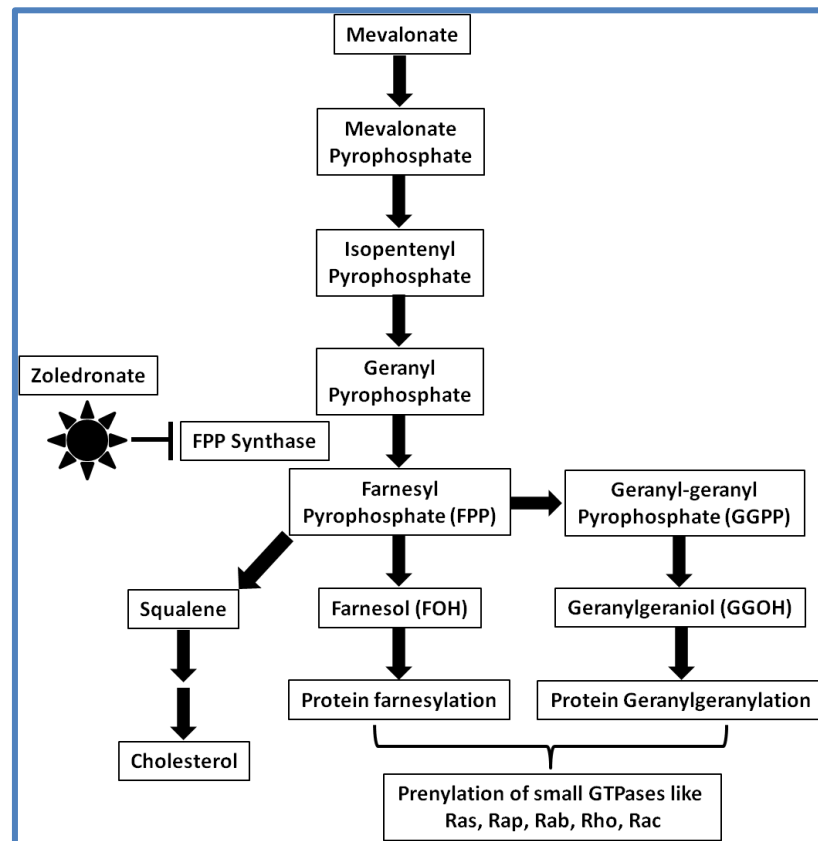 Mevalonate
Mevalonate
Pyrophosphate
Isopentenyl
Pyrophosphate
Geranyl
Pyrophosphate
Zoledronate
FPP Synthase
Farnesyl
Pyrophosphate (FPP)
Geranyl-geranyl
Pyrophosphate (GGPP)
Squalene
Farnesol (FOH)
Geranylgeraniol (GGOH)
Protein farnesylation
Protein Geranylgeranylation
Cholesterol
Prenylation of small GTPases like
Ras, Rap, Rab, Rho, Rac